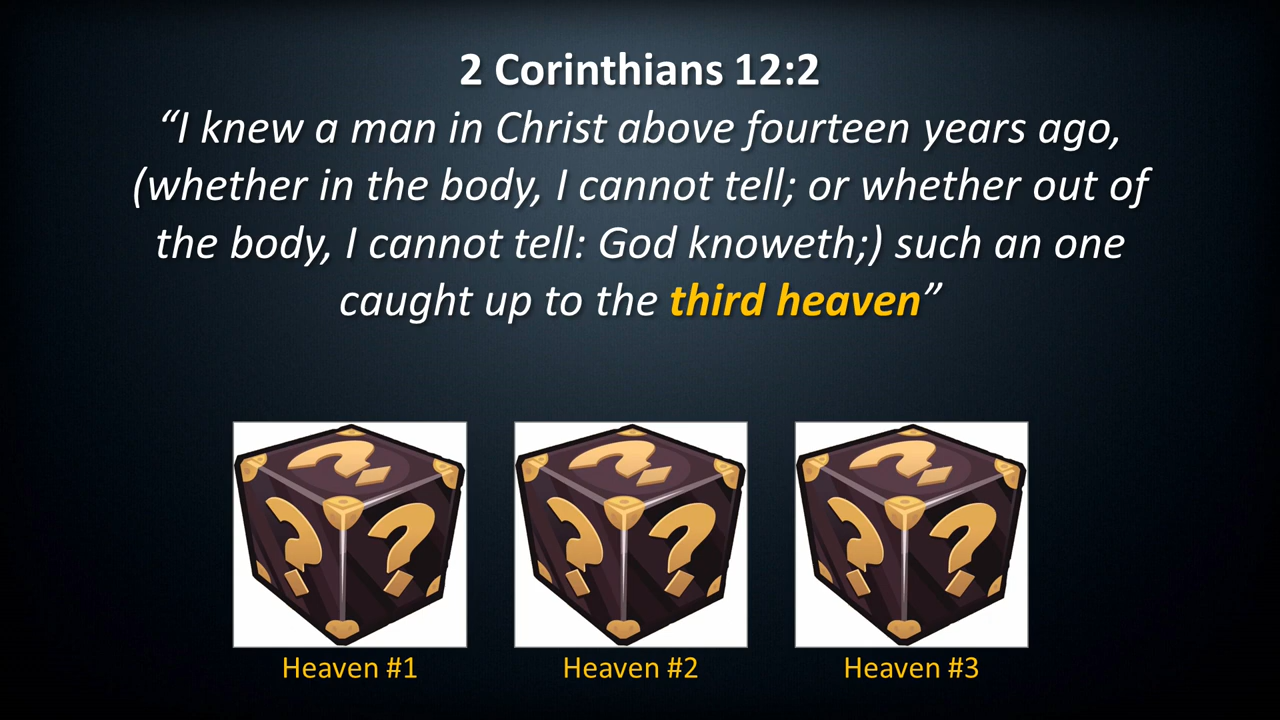 2 Corinthians 12:2
“I knew a man in Christ above fourteen years ago,
(whether in the body, I cannot tell; or whether out of
the body, I cannot tell: God knoweth;) such an one
caught up to the third heaven”
? ? ?
? ? ?
? ? ?
Heaven #1
Heaven #2
Heaven #3